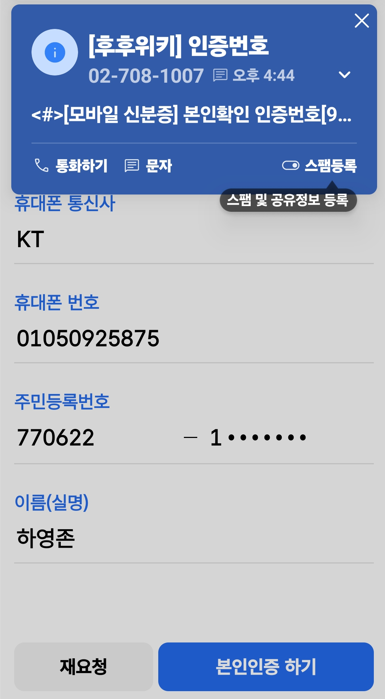 [후후위키] 인증번호
02-708-1007 오후 4:44
<#>[모바일 신분증] 본인확인 인증번호[9...
통화하기 문자 스팸등록
스팸 및 공유정보 등록
휴대폰 통신사
KT
휴대폰 번호
01050925875
주민등록번호
770622 – 1•••••••
이름(실명)
하영존
재요청 본인인증 하기